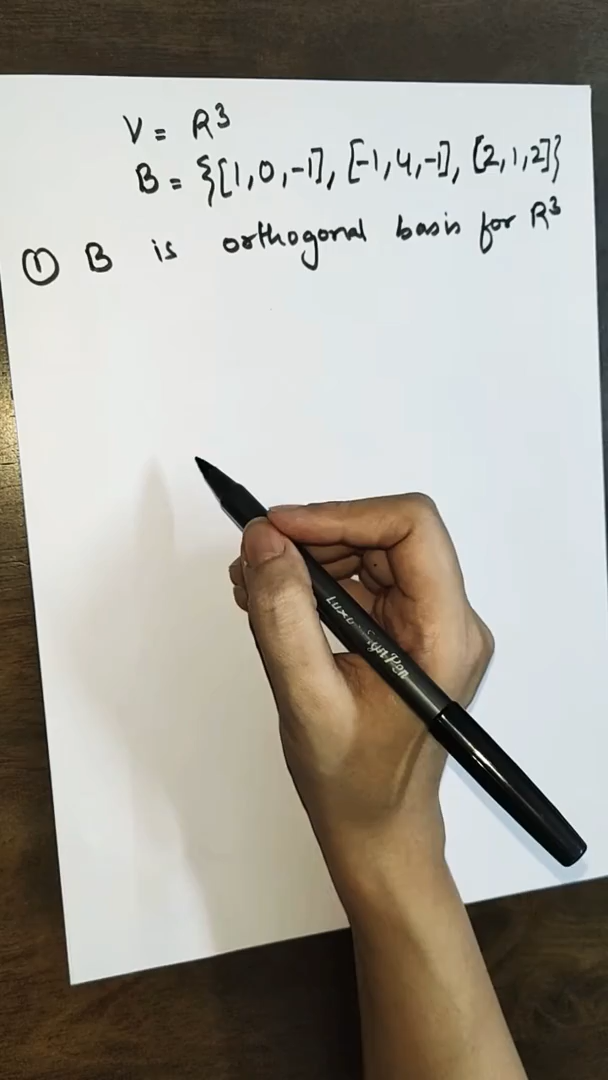 V = R³
B = {[1,0,-1], [-1,4,-1], [2,1,2]}
① B is orthogonal basis for R³